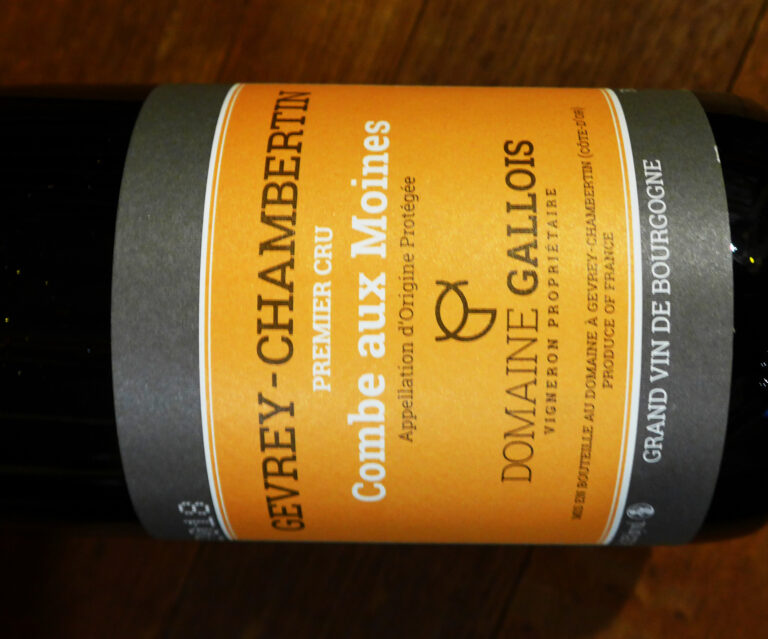 GEVREY-CHAMBERTIN
PREMIER CRU
Combe aux Moines
Appellation d'Origine Protégée
DOMAINE GALLOIS
VIGNERON PROPRIÉTAIRE
MIS EN BOUTEILLE AU DOMAINE À GEVREY-CHAMBERTIN (CÔTE-D'OR)
PRODUCE OF FRANCE
GRAND VIN DE BOURGOGNE